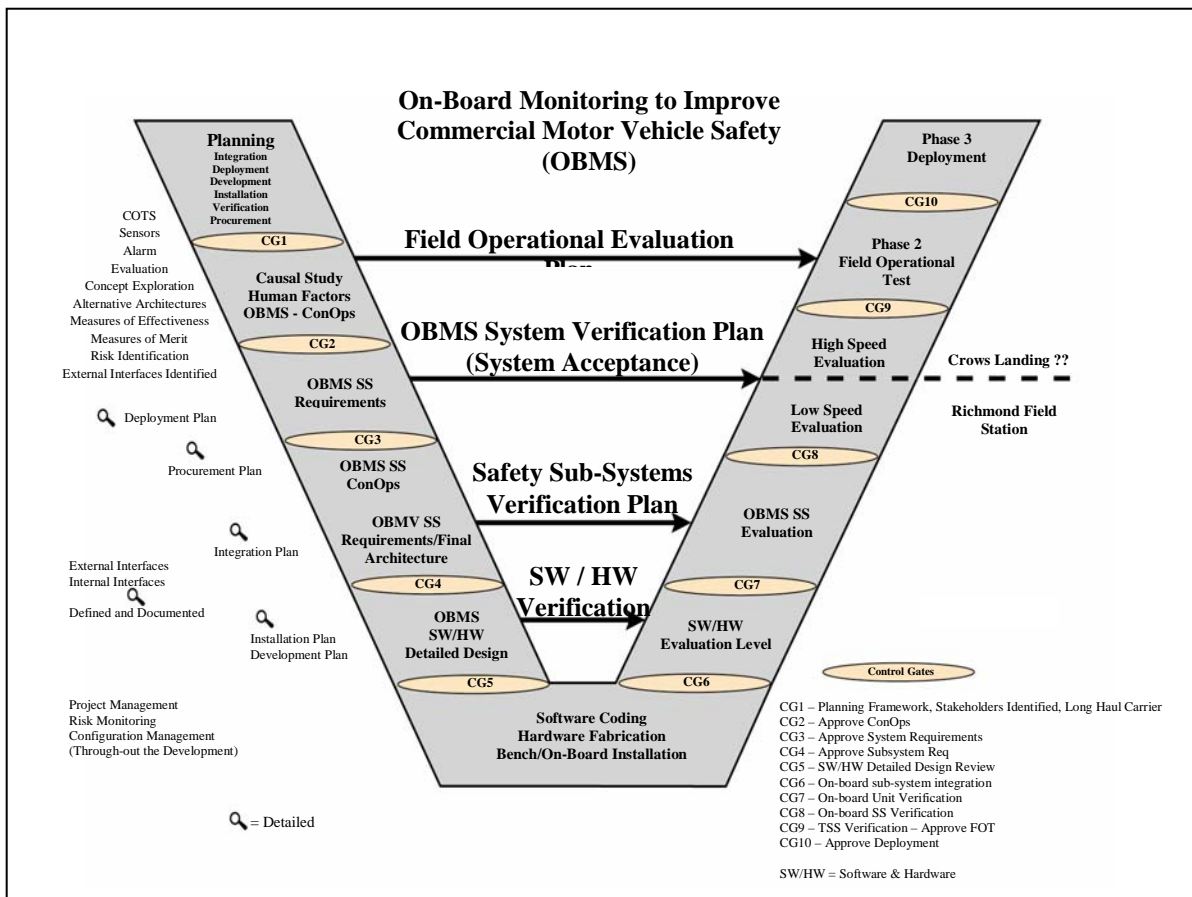 On-Board Monitoring to Improve
Commercial Motor Vehicle Safety
(OBMS)
Planning
Integration
Deployment
Development
Installation
Verification
Procurement
CG1
Causal Study
Human Factors
OBMS - ConOps
CG2
OBMS SS
Requirements
CG3
OBMS SS
ConOps
OBMV SS
Requirements/Final
Architecture
CG4
OBMS
SW/HW
Detailed Design
CG5
Software Coding
Hardware Fabrication
Bench/On-Board Installation
Field Operational Evaluation
OBMS System Verification Plan
(System Acceptance)
Safety Sub-Systems
Verification Plan
SW / HW
Verification
Phase 3
Deployment
CG10
Phase 2
Field Operational
Test
CG9
High Speed
Evaluation
Low Speed
Evaluation
CG8
OBMS SS
Evaluation
CG7
SW/HW
Evaluation Level
CG6
Crows Landing ??
Richmond Field
Station
COTS
Sensors
Alarm
Evaluation
Concept Exploration
Alternative Architectures
Measures of Effectiveness
Measures of Merit
Risk Identification
External Interfaces Identified
Deployment Plan
Procurement Plan
Integration Plan
External Interfaces
Internal Interfaces
Defined and Documented
Installation Plan
Development Plan
Project Management
Risk Monitoring
Configuration Management
(Through-out the Development)
= Detailed
Control Gates
CG1 – Planning Framework, Stakeholders Identified, Long Haul Carrier
CG2 – Approve ConOps
CG3 – Approve System Requirements
CG4 – Approve Subsystem Req
CG5 – SW/HW Detailed Design Review
CG6 – On-board sub-system integration
CG7 – On-board Unit Verification
CG8 – On-board SS Verification
CG9 – TSS Verification – Approve FOT
CG10 – Approve Deployment
SW/HW = Software & Hardware